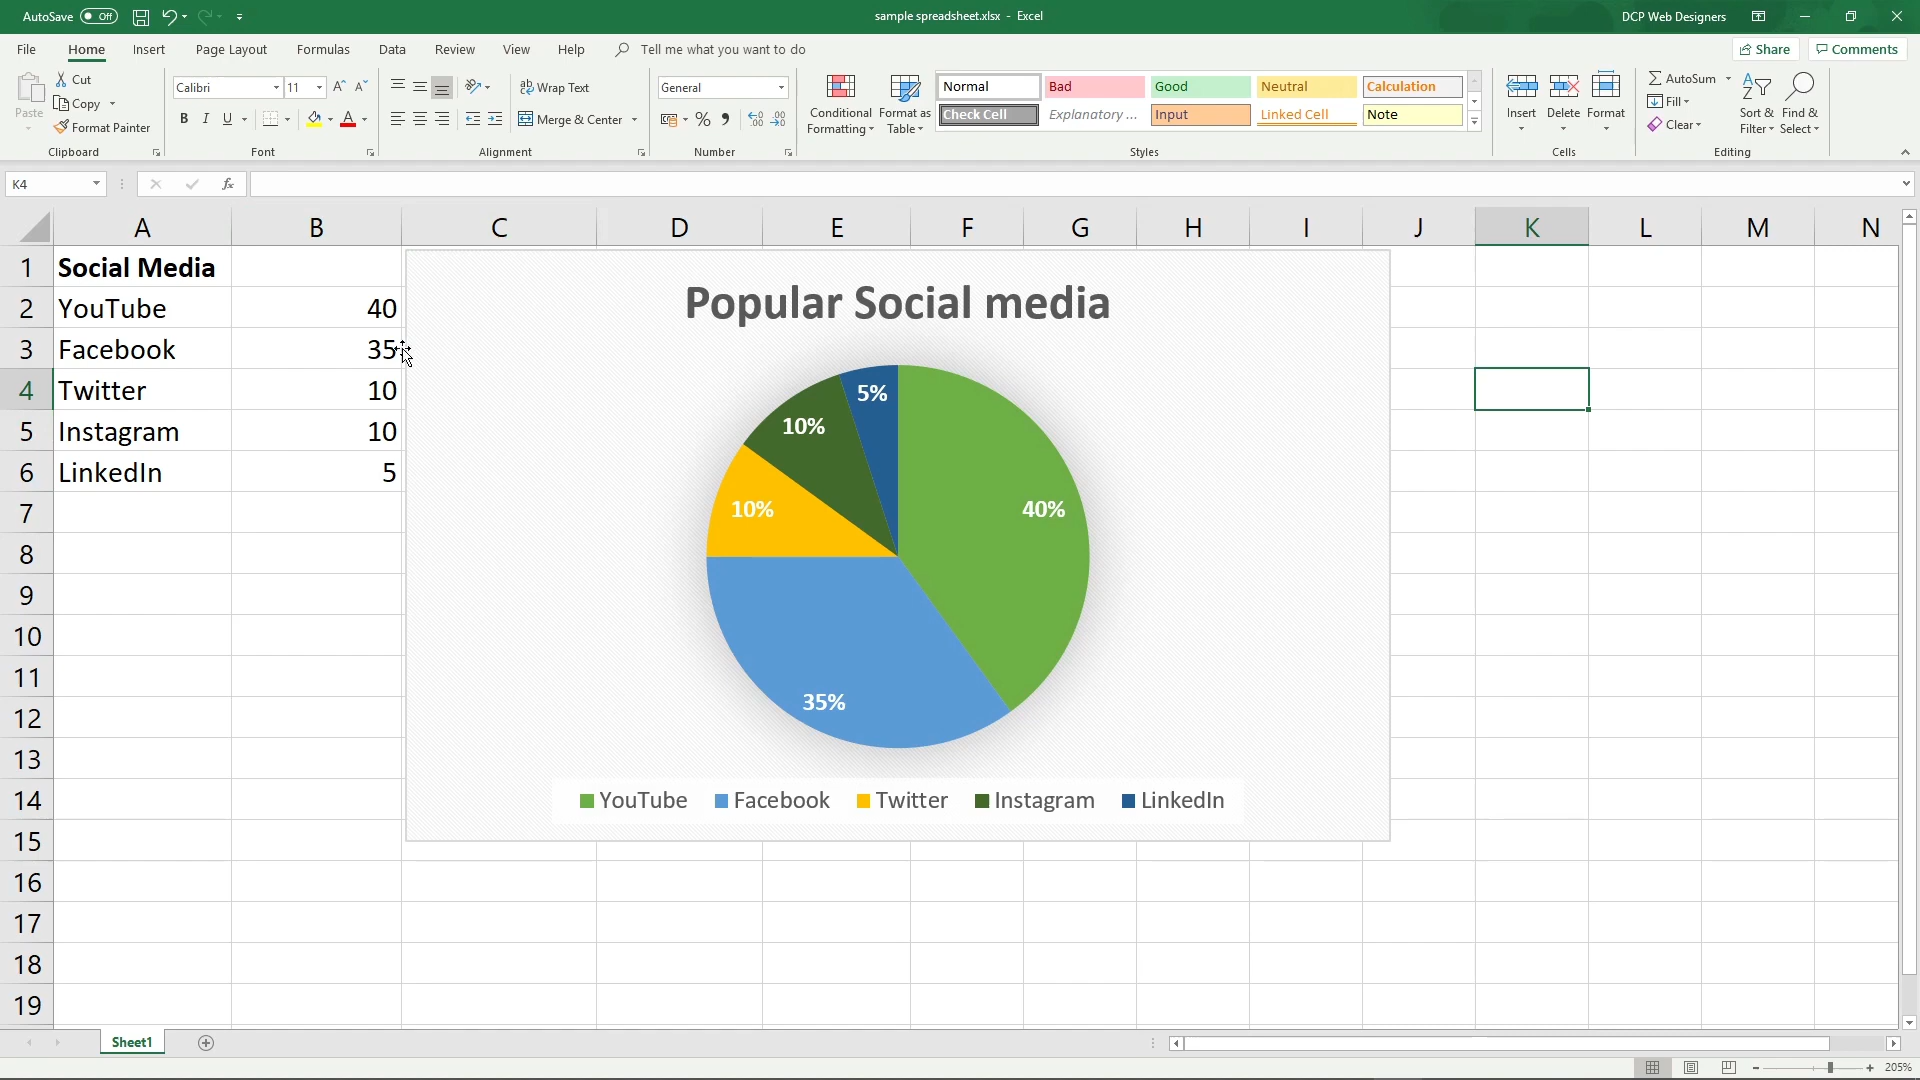 AutoSave Off sample spreadsheet.xlsx - Excel DCP Web Designers
File Home Insert Page Layout Formulas Data Review View Help Tell me what you want to do Share Comments
Paste Cut Copy Format Painter
Clipboard
Calibri 11
B I U A
Font
Wrap Text
Merge & Center
Alignment
General
% 9
Number
Conditional Formatting Format as Table
Normal Bad Good Neutral Calculation
Check Cell Explanatory ... Input Linked Cell Note
Styles
Insert Delete Format
Cells
AutoSum Fill Clear
Sort & Filter Find & Select
Editing
K4 fx
A B C D E F G H I J K L M N
1 Social Media
2 YouTube 40
3 Facebook 35
4 Twitter 10
5 Instagram 10
6 LinkedIn 5
7
8
9
10
11
12
13
14
15
16
17
18
19
Popular Social media
5%
10%
10%
40%
35%
YouTube Facebook Twitter Instagram LinkedIn
Sheet1
205%